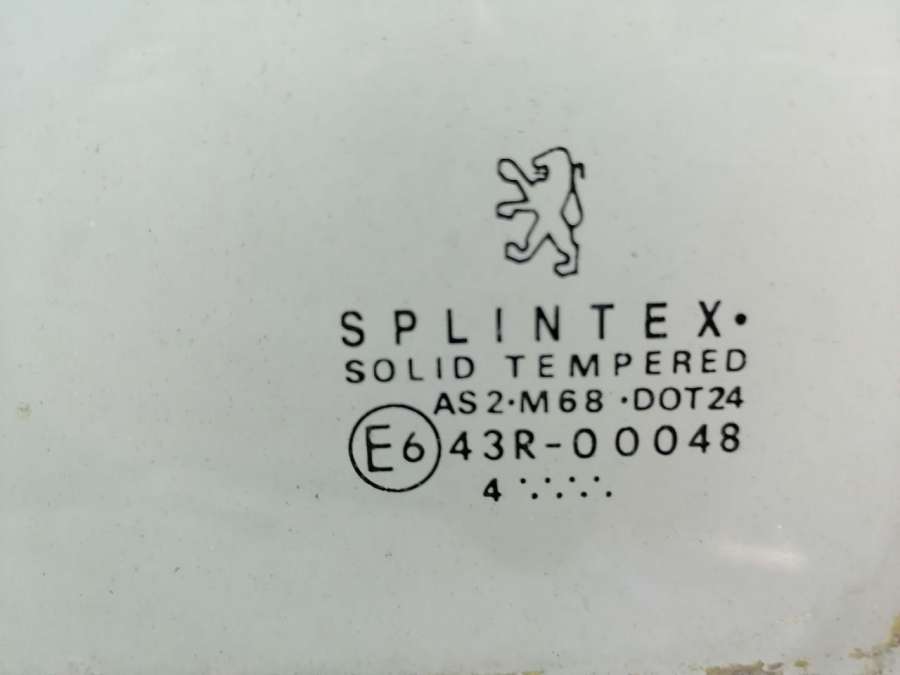 SPLINTEX•
SOLID TEMPERED
AS2•M68 •DOT24
E6 43R-00048
4 ·.·.·.·.·.